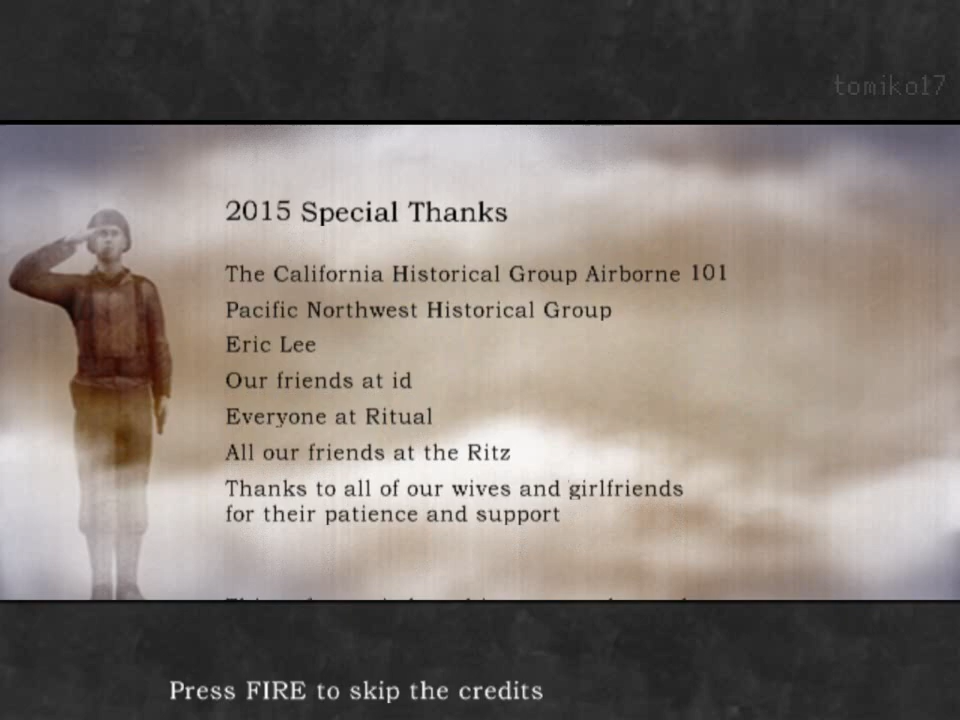 tomiko17
2015 Special Thanks
The California Historical Group Airborne 101
Pacific Northwest Historical Group
Eric Lee
Our friends at id
Everyone at Ritual
All our friends at the Ritz
Thanks to all of our wives and girlfriends
for their patience and support
Press FIRE to skip the credits